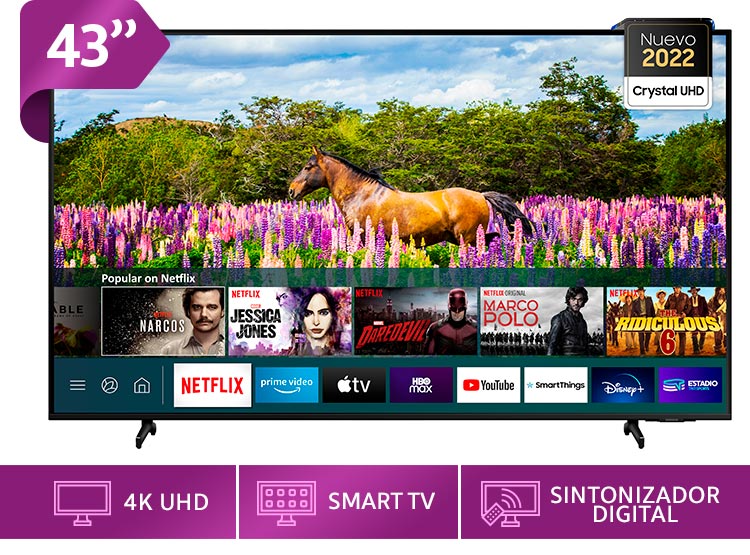 43”
Nuevo
2022
Crystal UHD
Popular on Netflix
ABLE
NARCOS
NETFLIX
JESSICA
JONES
NETFLIX
DAREDEVIL
NETFLIX ORIGINAL
MARCO
POLO
NETFLIX
THE
RIDICULOUS
6
NETFLIX
prime video
tv
HBO
max
YouTube
SmartThings
Disney+
ESTADIO
4K UHD
SMART TV
SINTONIZADOR
DIGITAL